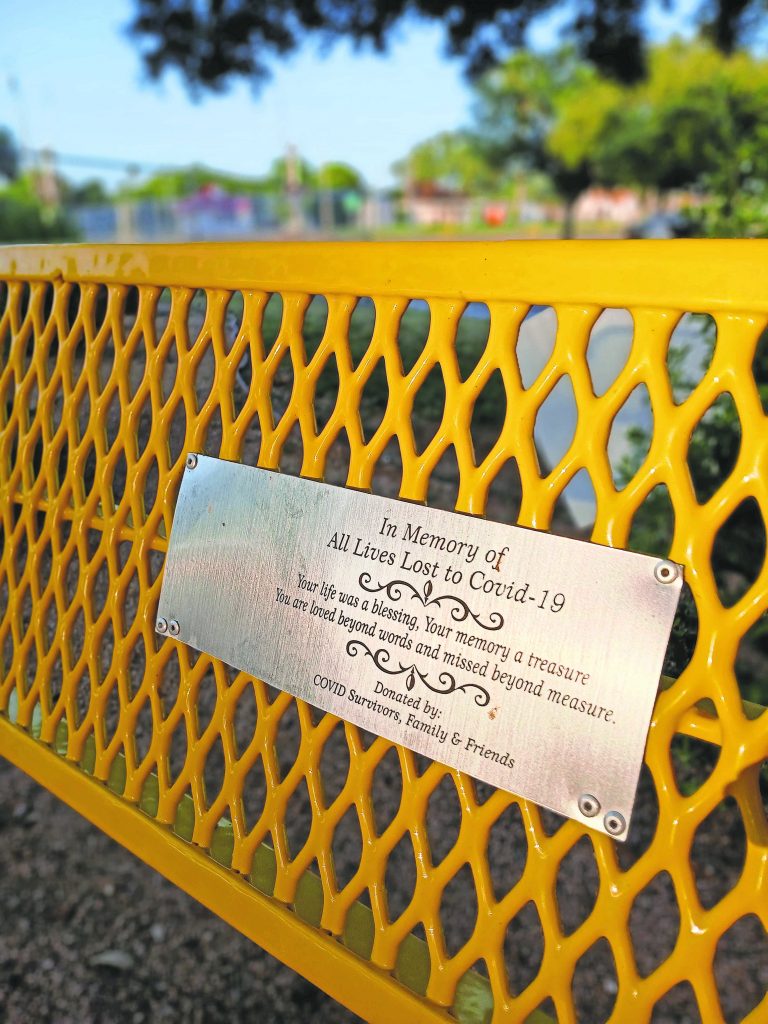 In Memory of
All Lives Lost to Covid-19
Your life was a blessing, Your memory a treasure
You are loved beyond words and missed beyond measure.
Donated by:
COVID Survivors, Family & Friends